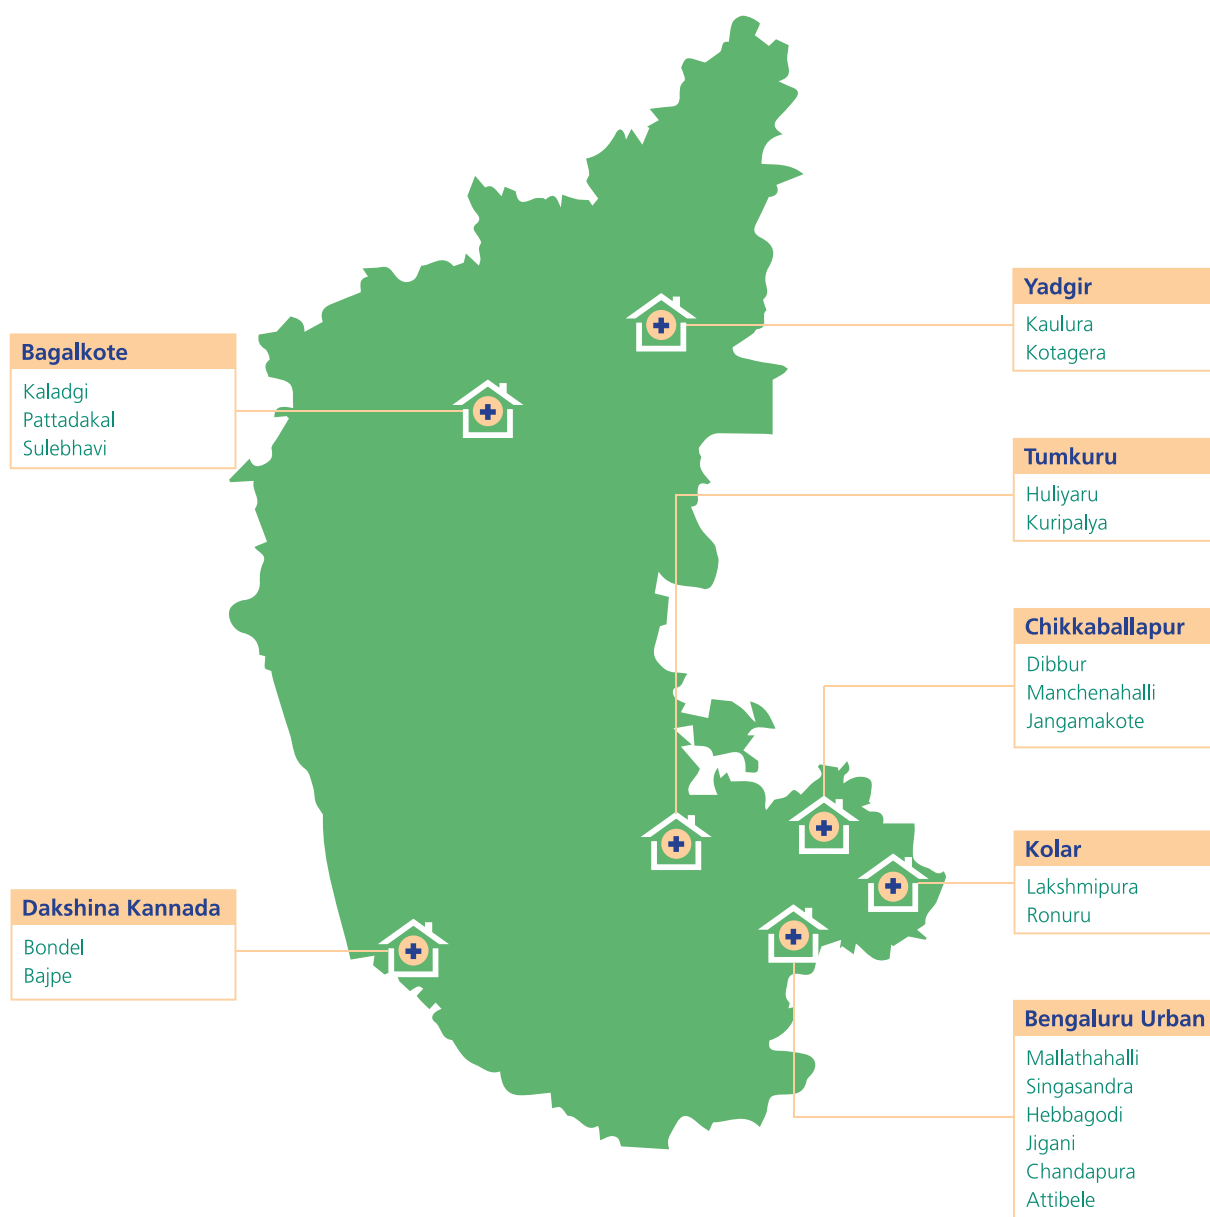 Bagalkote
Kaladgi
Pattadakal
Sulebhavi
Dakshina Kannada
Bondel
Bajpe
Yadgir
Kaulura
Kotagera
Tumkuru
Huliyaru
Kuripalya
Chikkaballapur
Dibbur
Manchenahalli
Jangamakote
Kolar
Lakshmipura
Ronuru
Bengaluru Urban
Mallathahalli
Singasandra
Hebbagodi
Jigani
Chandapura
Attibele